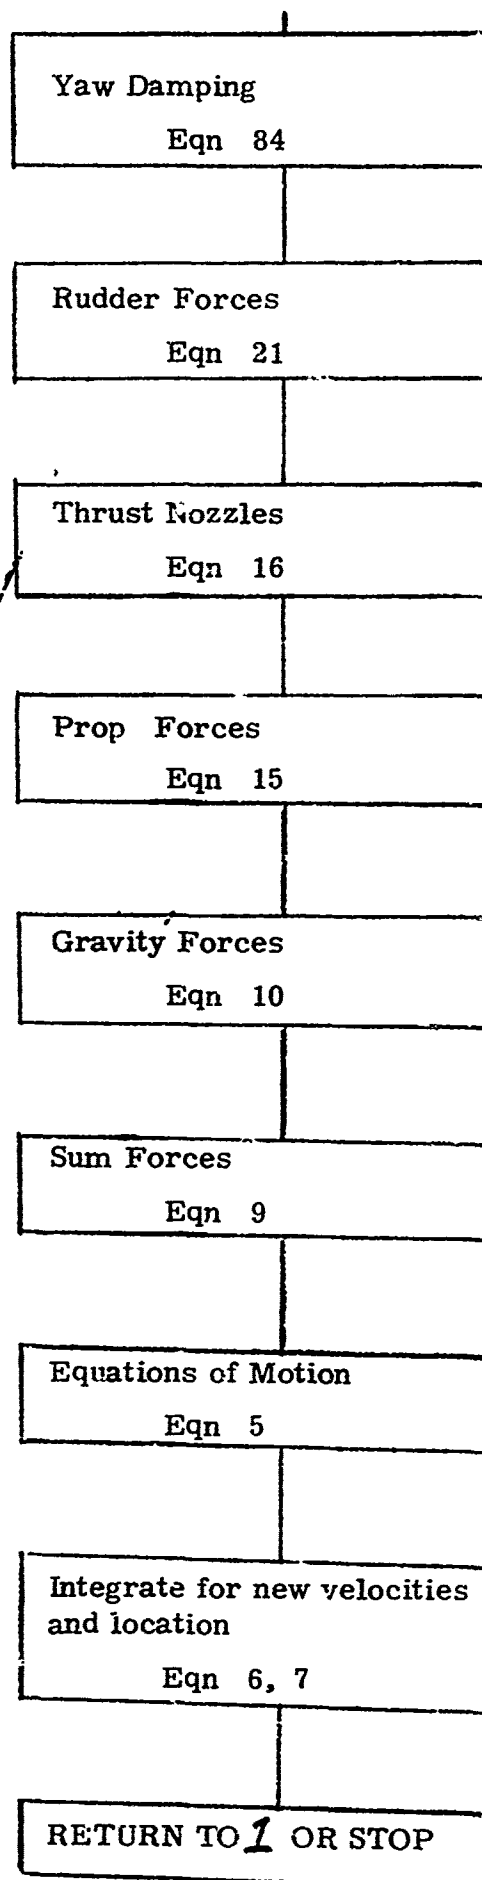 Yaw Damping
Eqn 84
Rudder Forces
Eqn 21
Thrust Nozzles
Eqn 16
Prop Forces
Eqn 15
Gravity Forces
Eqn 10
Sum Forces
Eqn 9
Equations of Motion
Eqn 5
Integrate for new velocities
and location
Eqn 6, 7
RETURN TO 1 OR STOP